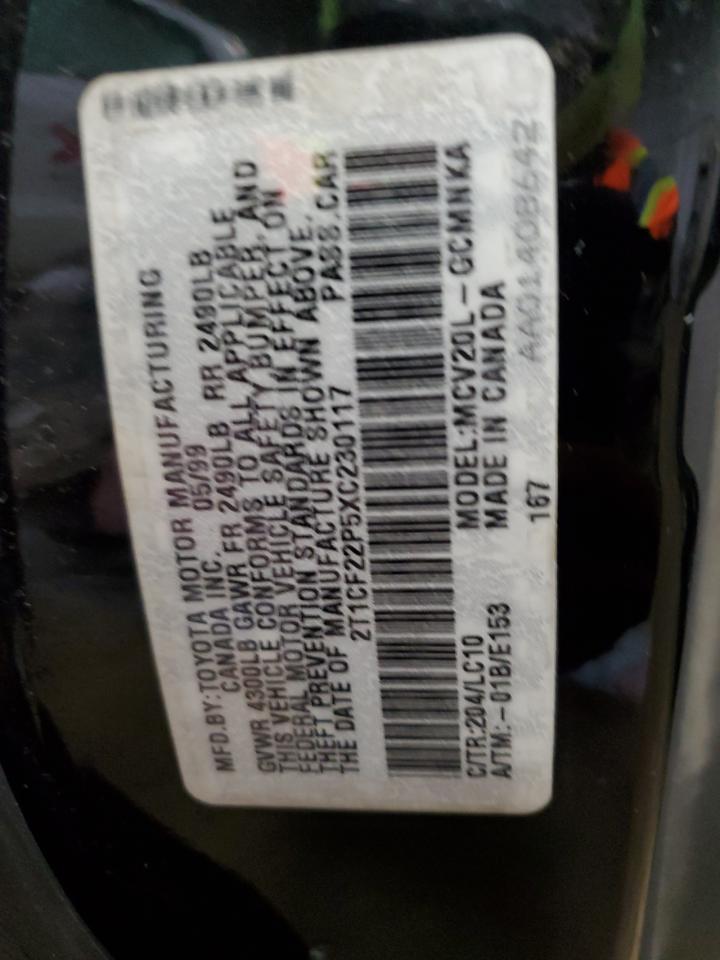 MFD.BY:TOYOTA MOTOR MANUFACTURING
CANADA INC. 05/99
GVWR 4300LB GAWR FR 2490LB RR 2490LB
THIS VEHICLE CONFORMS TO ALL APPLICABLE
FEDERAL MOTOR VEHICLE SAFETY BUMPER, AND
THEFT PREVENTION STANDARDS IN EFFECT ON
THE DATE OF MANUFACTURE SHOWN ABOVE.
2T1CF22P5XC230117 PASS.CAR
C/TR:204/LC10 MODEL:MCV20L-GCMNKA
A/TM:-01B/E153 MADE IN CANADA
167
AA0140B642